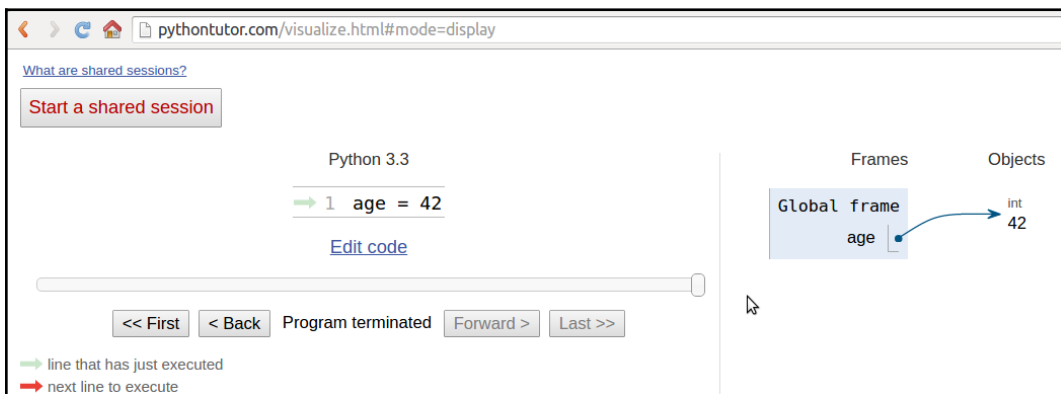 pythontutor.com/visualize.html#mode=display
What are shared sessions?
Start a shared session
Python 3.3
1 age = 42
Edit code
<< First < Back Program terminated Forward > Last >>
line that has just executed
next line to execute
Frames Objects
Global frame
age
int
42